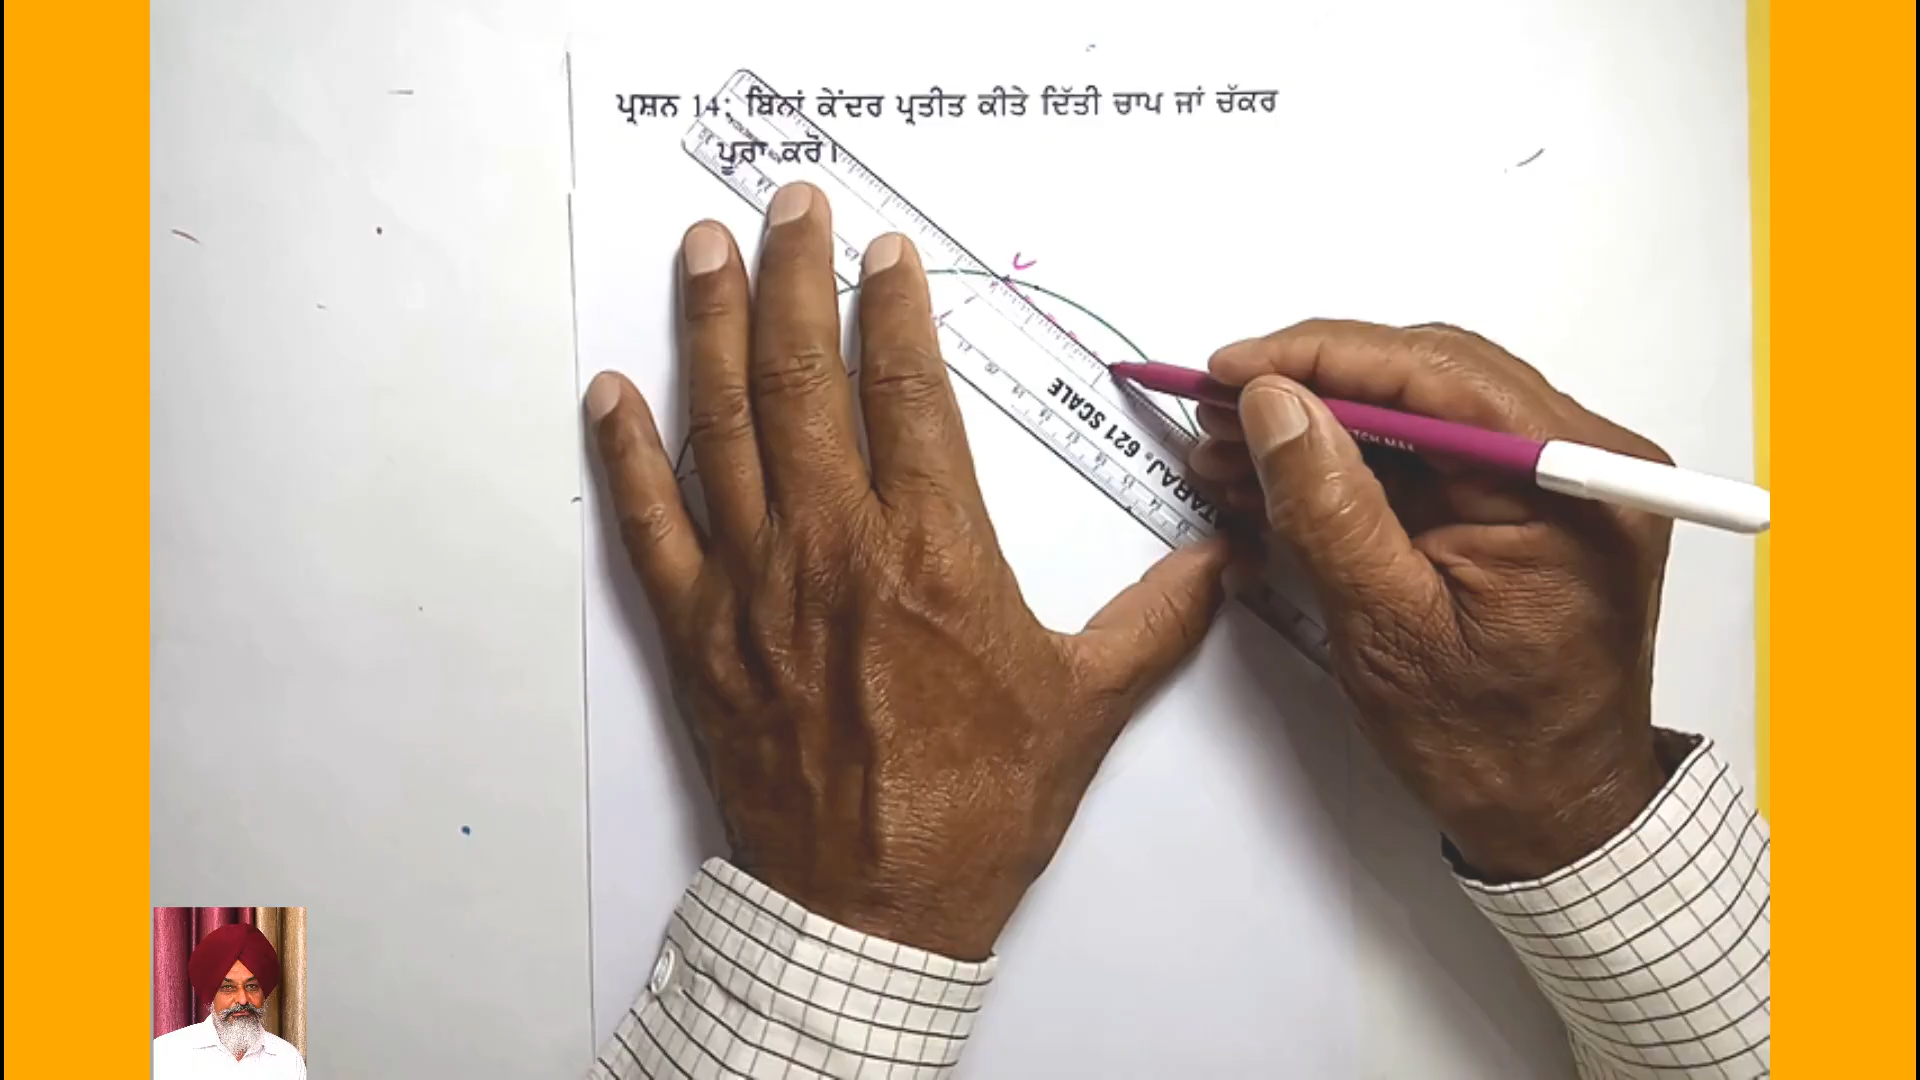 ਪ੍ਰਸ਼ਨ 14: ਬਿਨਾਂ ਕੇਂਦਰ ਪ੍ਰਤੀਤ ਕੀਤੇ ਦਿੱਤੀ ਚਾਪ ਜਾਂ ਚੱਕਰ
ਪੂਰਾ ਕਰੋ।
621 SCALE